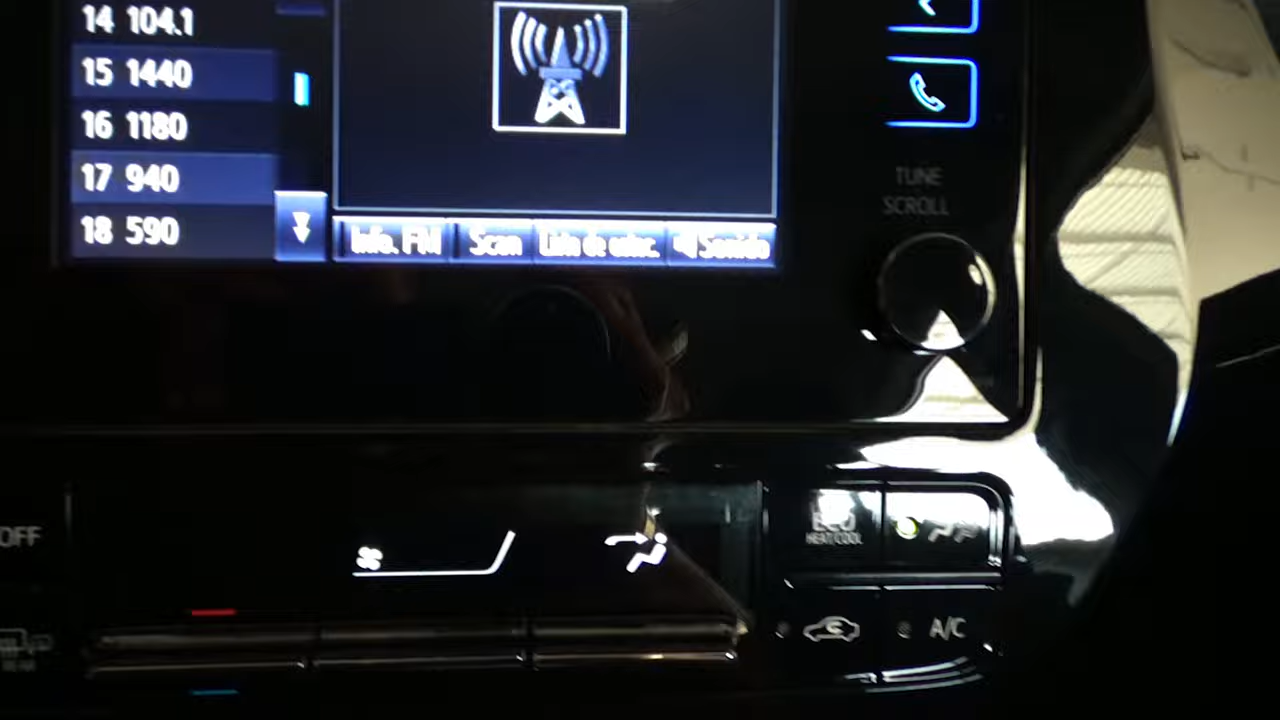 14 104.1
15 1440
16 1180
17 940
18 590
Info. FM
Scan
Lista de selec.
Sonido
TUNE
SCROLL
OFF
ECO
HEAT/COOL
A/C